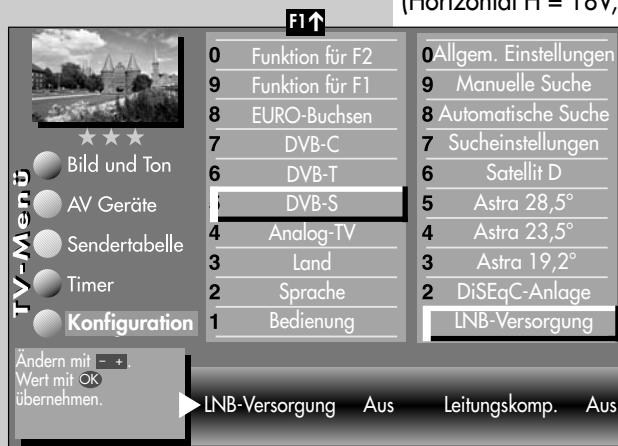 (Horizontal H = 18V,
F1↑
TV-Menü
Bild und Ton
AV Geräte
Sendertabelle
Timer
Konfiguration
0 Funktion für F2
9 Funktion für F1
8 EURO-Buchsen
7 DVB-C
6 DVB-T
DVB-S
4 Analog-TV
3 Land
2 Sprache
1 Bedienung
0 Allgem. Einstellungen
9 Manuelle Suche
8 Automatische Suche
7 Sucheinstellungen
6 Satellit D
5 Astra 28,5°
4 Astra 23,5°
3 Astra 19,2°
2 DiSEqC-Anlage
LNB-Versorgung
Ändern mit - +.
Wert mit OK
übernehmen.
LNB-Versorgung Aus Leitungskomp. Aus